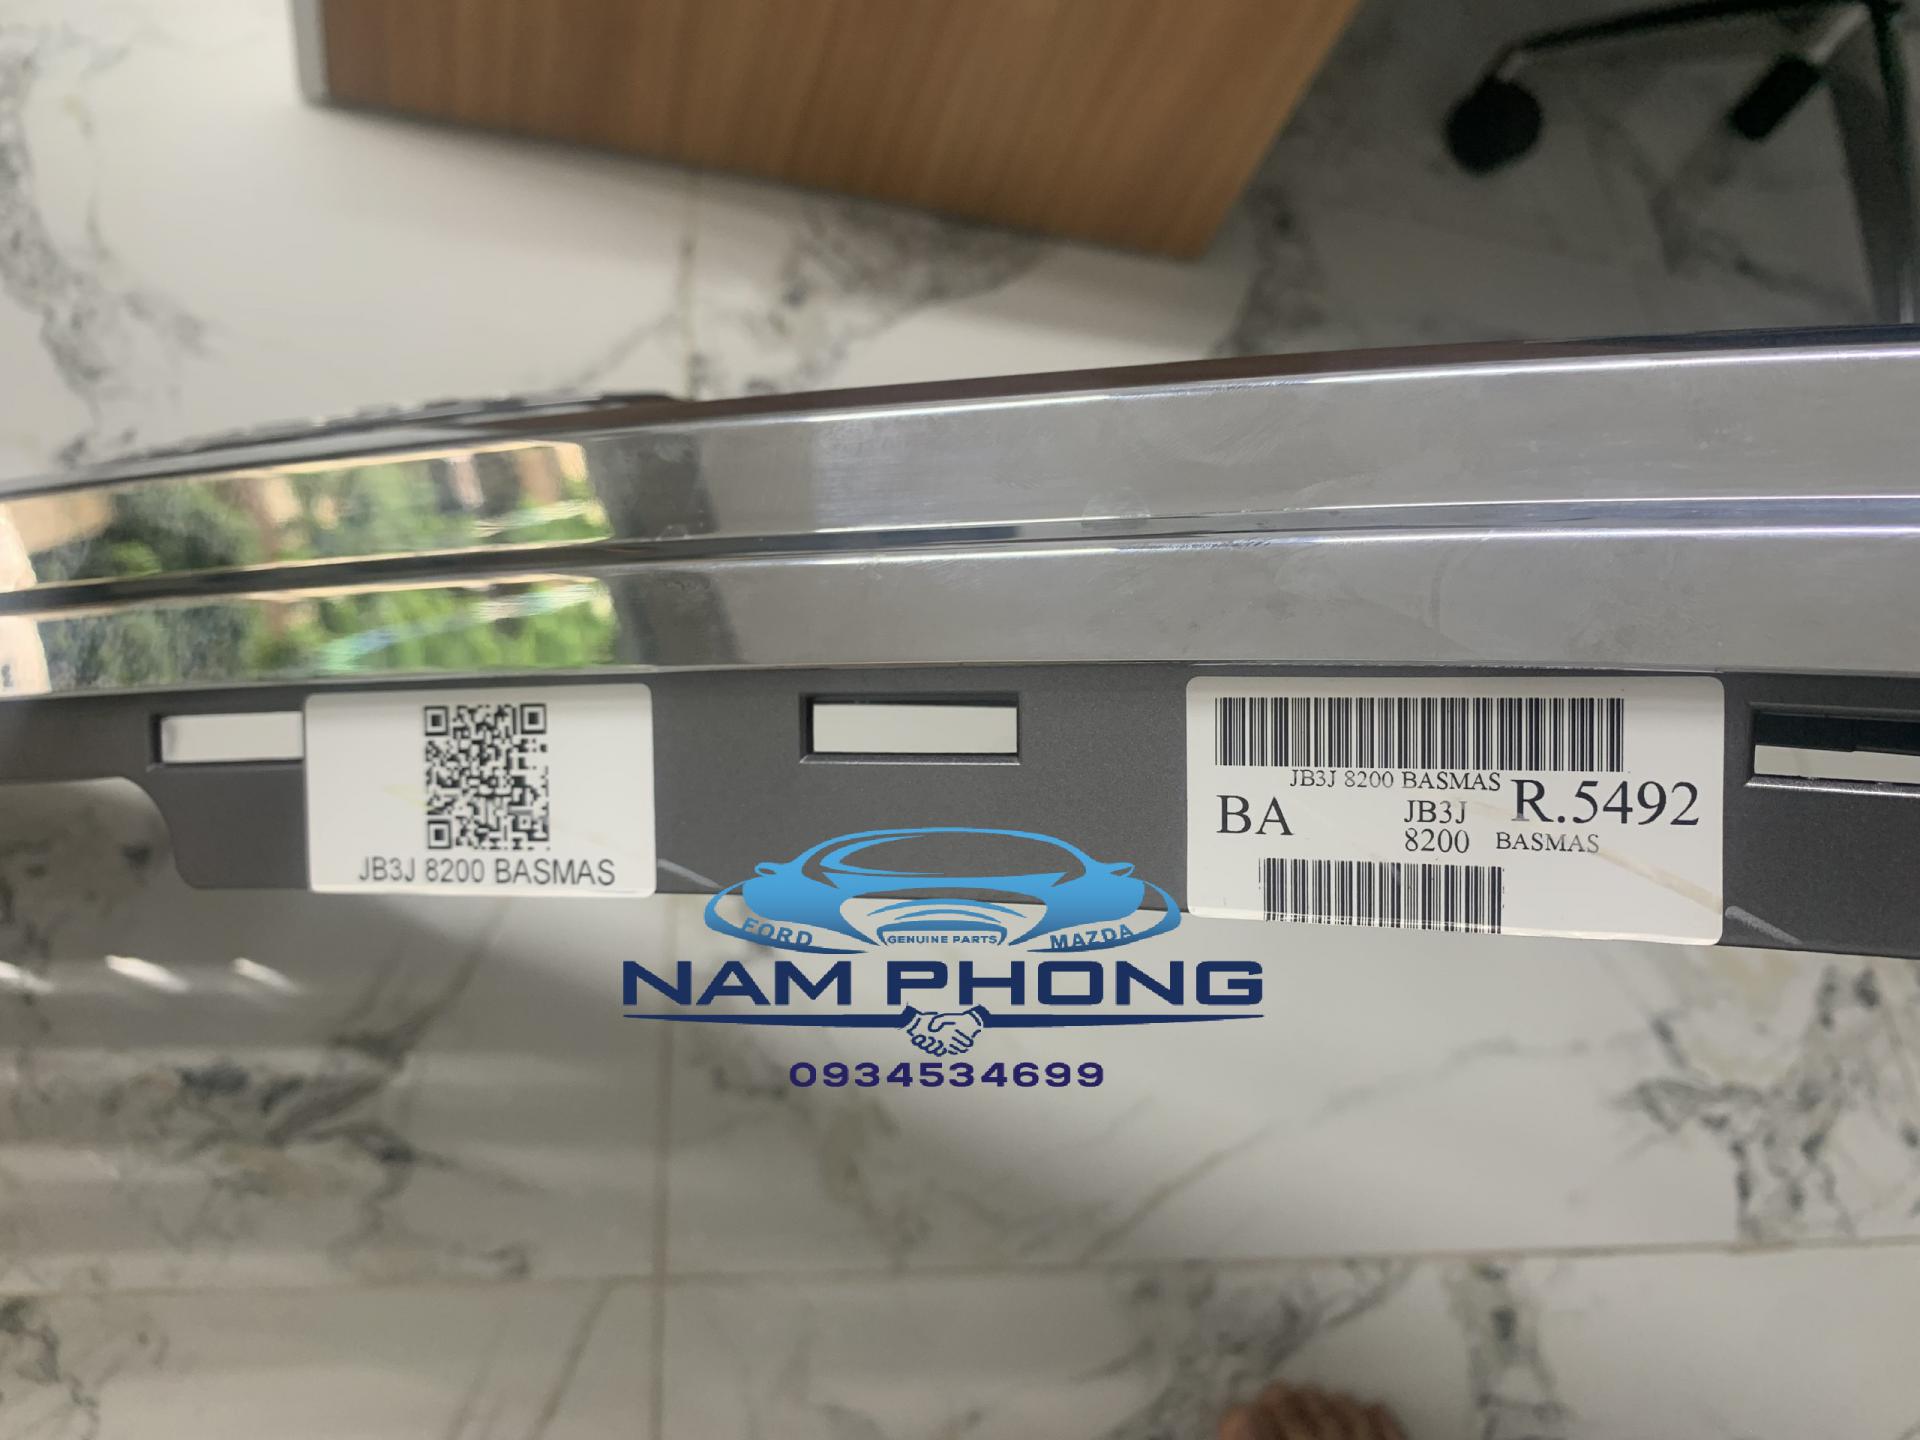 JB3J 8200 BASMAS
JB3J 8200 BASMAS
BA
JB3J
8200
BASMAS
R.5492
FORD
GENUINE PARTS
MAZDA
NAM PHONG
0934534699